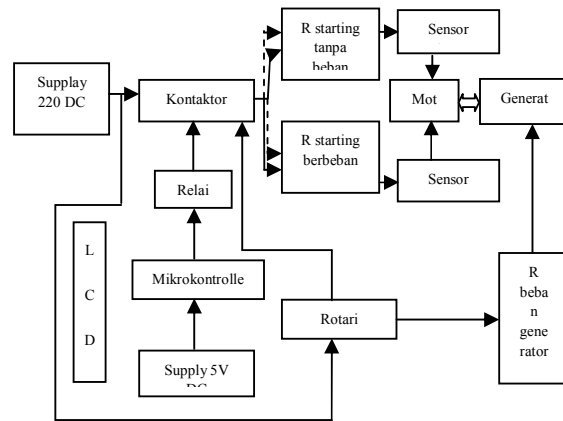 Supplay
220 DC
Kontaktor
R starting
tanpa
beban
Sensor
Mot
Generat
R starting
berbeban
Sensor
Relai
Mikrokontrolle
Supply 5V
DC
L
C
D
Rotari
R
beba
n
gene
rator